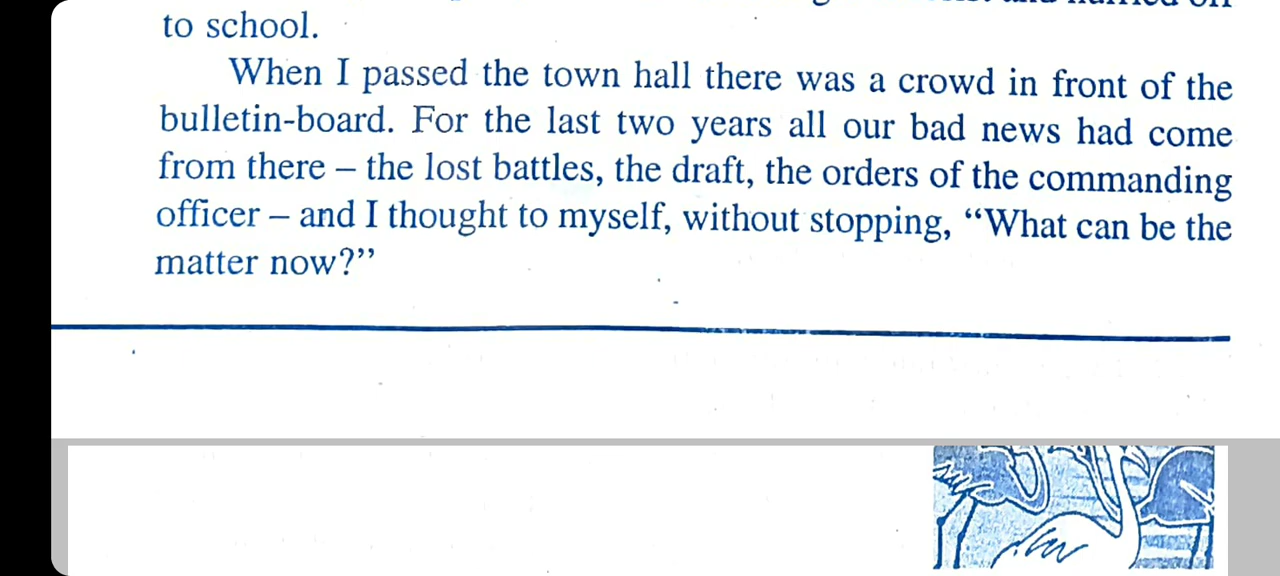 to school.
When I passed the town hall there was a crowd in front of the
bulletin-board. For the last two years all our bad news had come
from there – the lost battles, the draft, the orders of the commanding
officer – and I thought to myself, without stopping, “What can be the
matter now?”